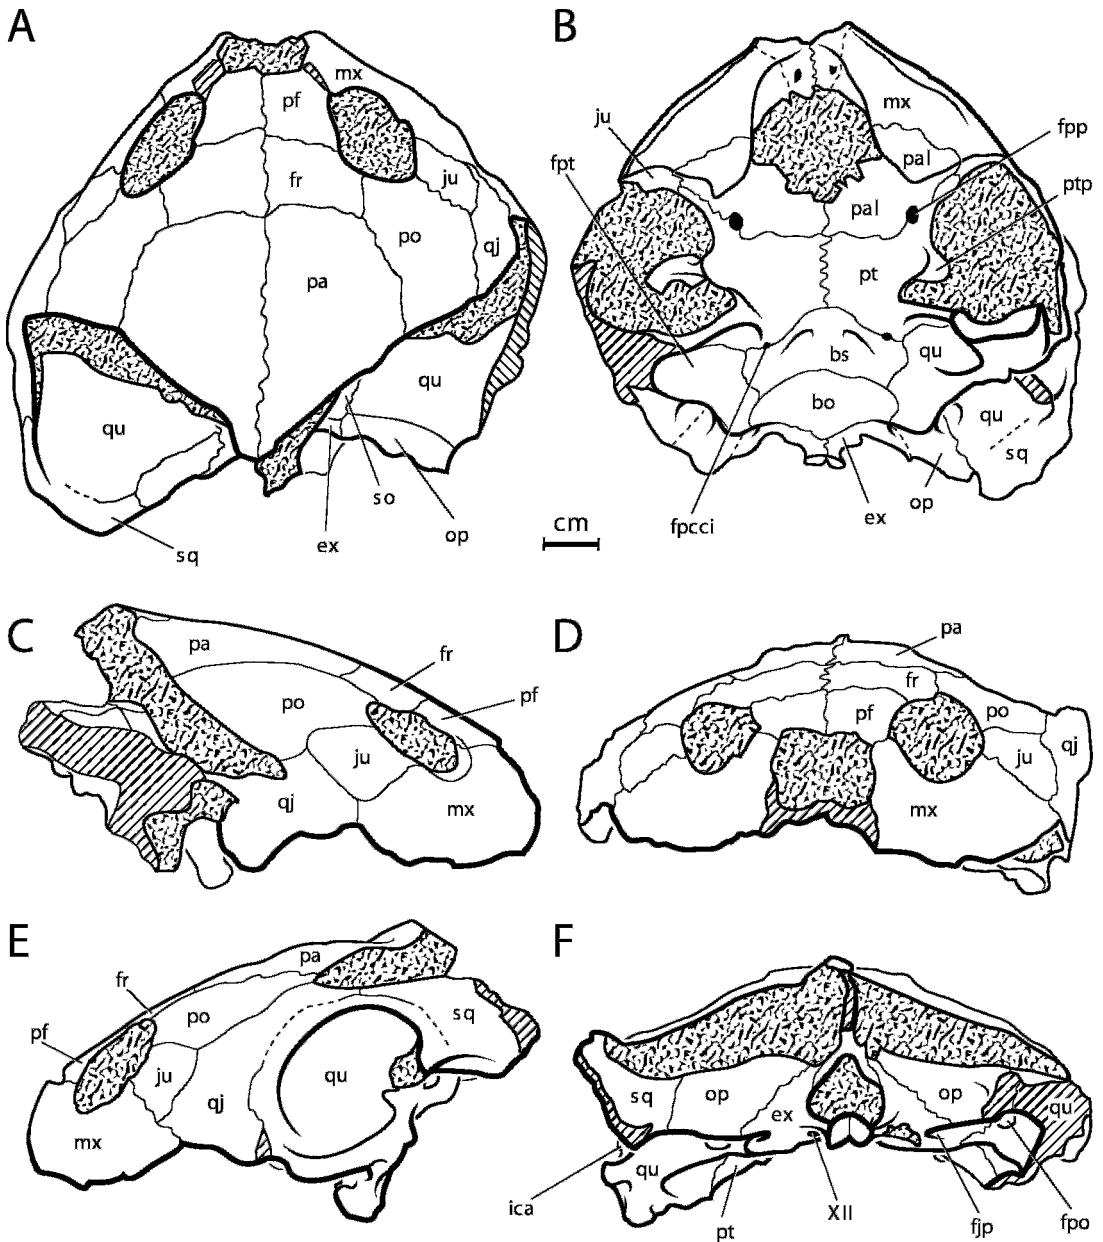 A
mx
pf
fr
ju
po
qj
pa
qu
qu
so
ex
op
sq
B
ju
mx
fpp
fpt
pal
ptp
pal
pt
bs
qu
bo
qu
sq
fpcci
ex
op
cm
C
pa
fr
po
pf
ju
qj
mx
D
pa
fr
pf
po
ju
qj
mx
E
pa
fr
po
sq
pf
ju
qj
qu
mx
F
sq
op
op
qu
ex
qu
ica
pt
XII
fjp
fpo